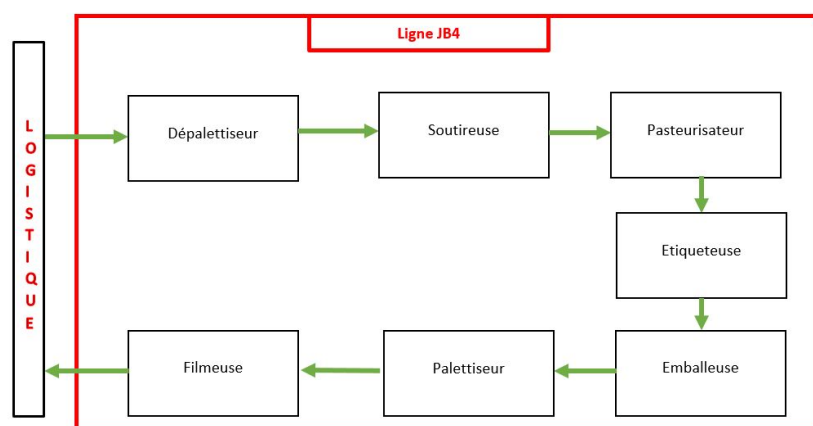 Ligne JB4
LOGISTIQUE
Dépalettiseur
Soutireuse
Pasteurisateur
Etiqueteuse
Emballeuse
Palettiseur
Filmeuse